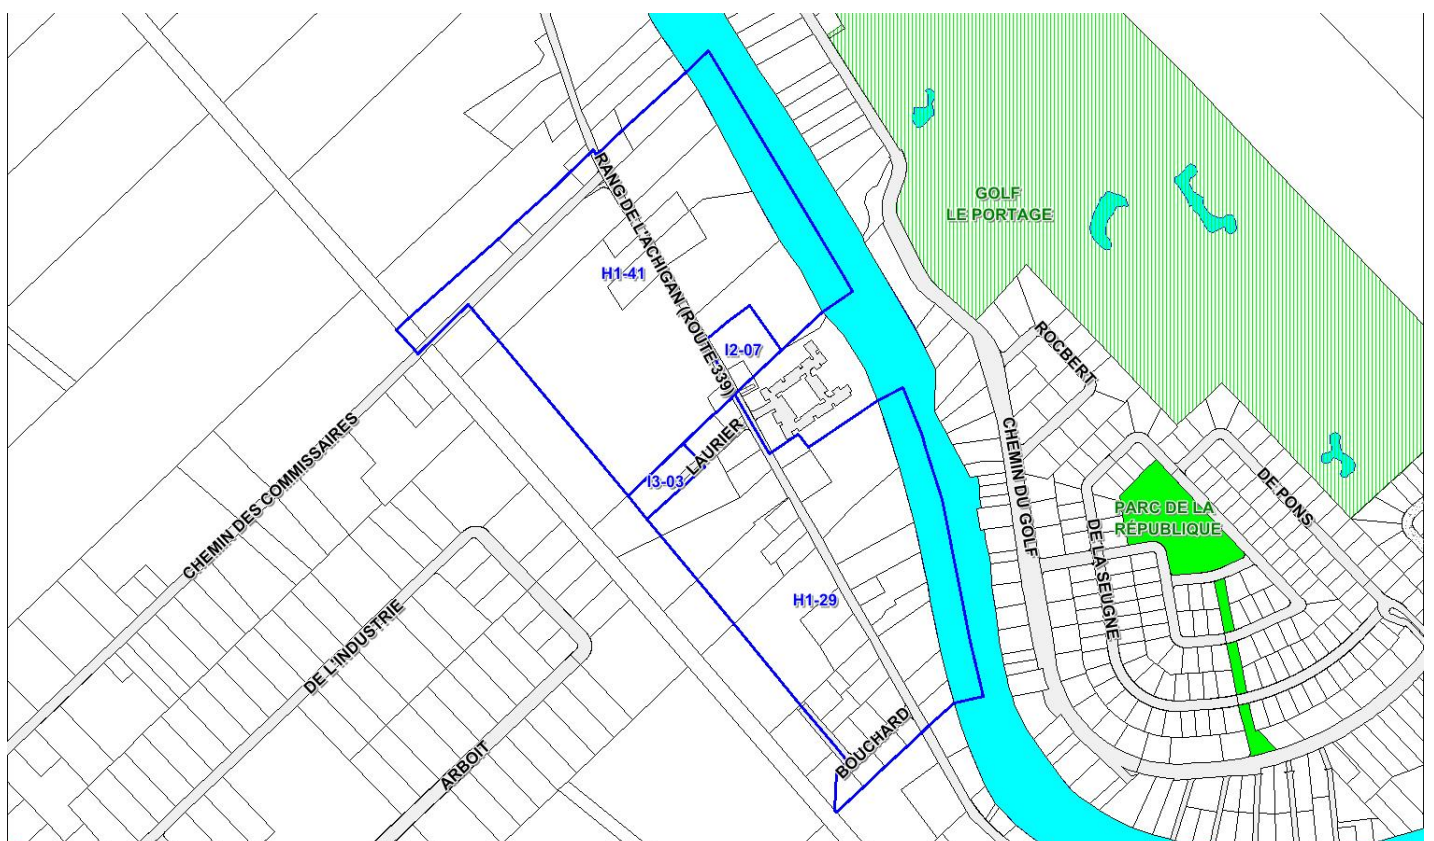 GOLF
LE PORTAGE
RANG DE L'ACHIGAN (ROUTE 339)
H1-41
I2-07
ROCBERT
CHEMIN DES COMMISSAIRES
LAURIER
I3-03
CHEMIN DU GOLF
DE PONS
PARC DE LA
RÉPUBLIQUE
DE LA SEUGNE
H1-29
DE L'INDUSTRIE
BOUCHARD
ARBOIT